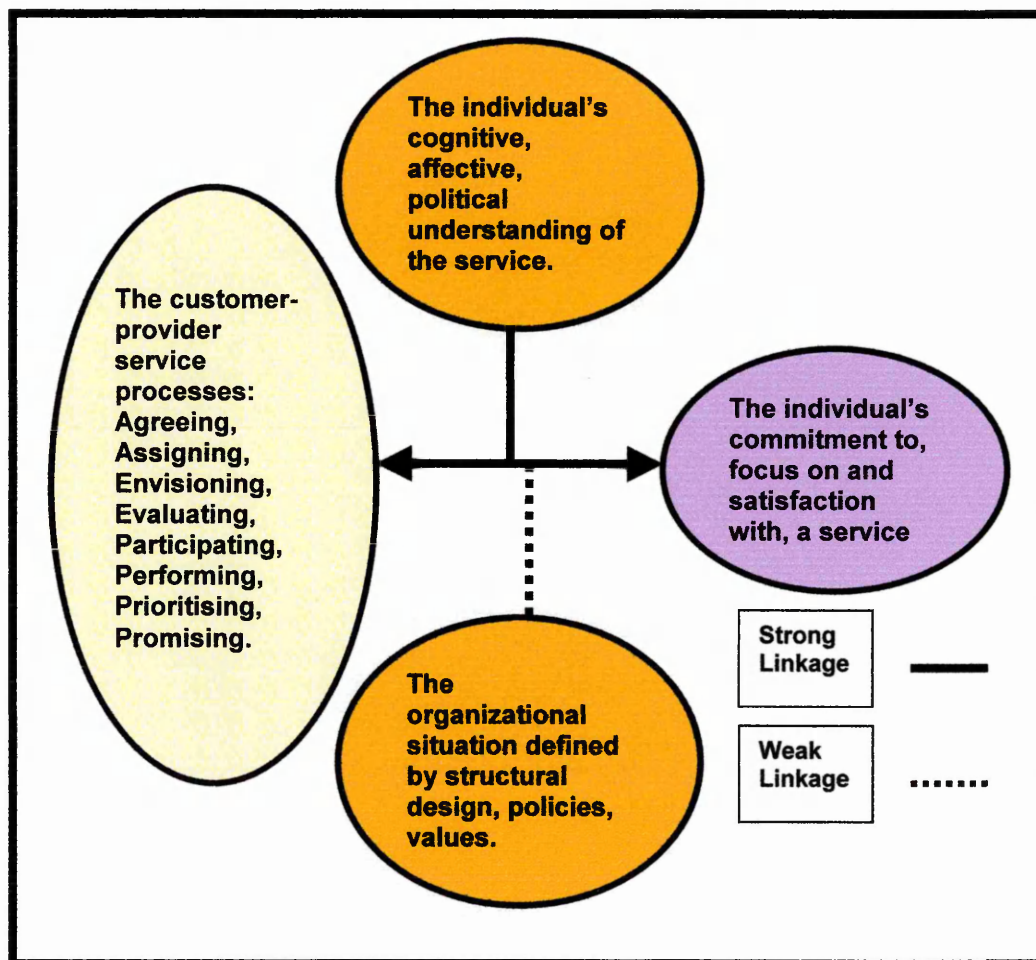 The individual's
cognitive,
affective,
political
understanding of
the service.
The customer-
provider
service
processes:
Agreeing,
Assigning,
Envisioning,
Evaluating,
Participating,
Performing,
Prioritising,
Promising.
The individual's
commitment to,
focus on and
satisfaction
with, a service
The
organizational
situation defined
by structural
design, policies,
values.
Strong
Linkage
Weak
Linkage